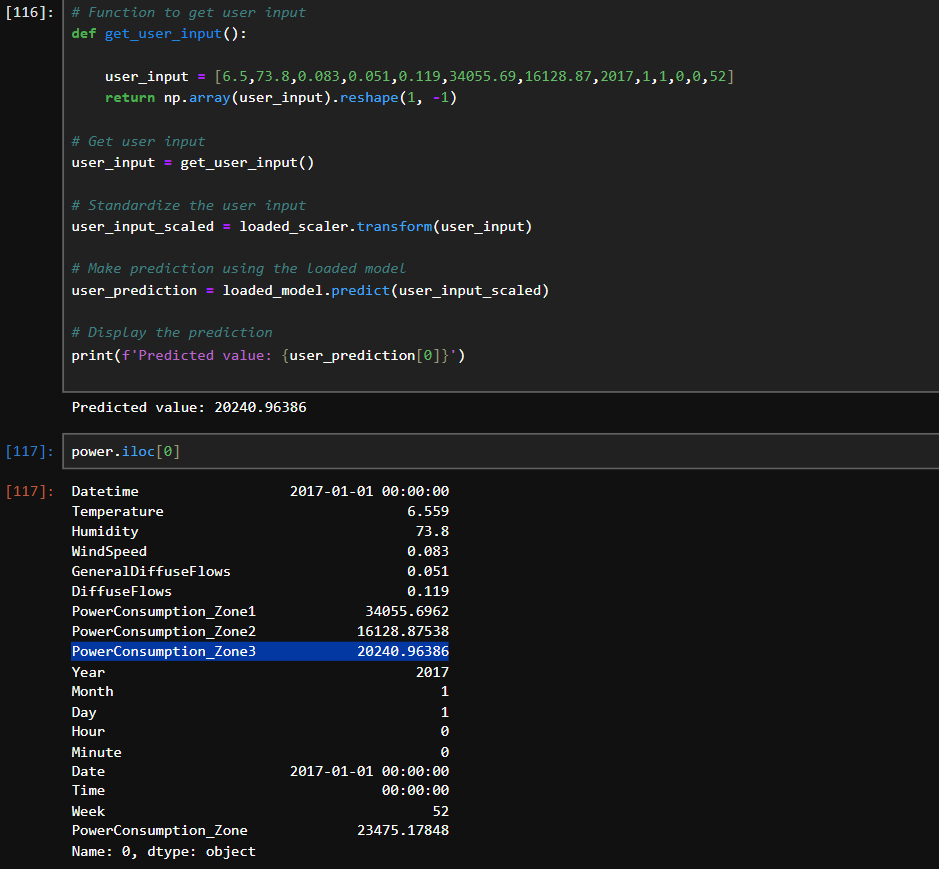 [116]: # Function to get user input
def get_user_input():
user_input = [6.5,73.8,0.083,0.051,0.119,34055.69,16128.87,2017,1,1,0,0,52]
return np.array(user_input).reshape(1, -1)
# Get user input
user_input = get_user_input()
# Standardize the user input
user_input_scaled = loaded_scaler.transform(user_input)
# Make prediction using the loaded model
user_prediction = loaded_model.predict(user_input_scaled)
# Display the prediction
print(f'Predicted value: {user_prediction[0]}')
Predicted value: 20240.96386
[117]: power.iloc[0]
[117]: Datetime 2017-01-01 00:00:00
Temperature 6.559
Humidity 73.8
WindSpeed 0.083
GeneralDiffuseFlows 0.051
DiffuseFlows 0.119
PowerConsumption_Zone1 34055.6962
PowerConsumption_Zone2 16128.87538
PowerConsumption_Zone3 20240.96386
Year 2017
Month 1
Day 1
Hour 0
Minute 0
Date 2017-01-01 00:00:00
Time 00:00:00
Week 52
PowerConsumption_Zone 23475.17848
Name: 0, dtype: object